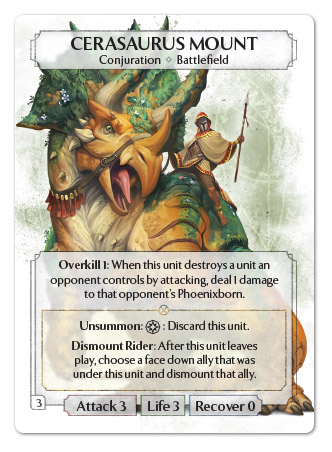 CERASAURUS MOUNT
Conjuration ⬦ Battlefield
Overkill 1: When this unit destroys a unit an
opponent controls by attacking, deal 1 damage
to that opponent's Phoenixborn.
Unsummon: : Discard this unit.
Dismount Rider: After this unit leaves
play, choose a face down ally that was
under this unit and dismount that ally.
3
Attack 3
Life 3
Recover 0